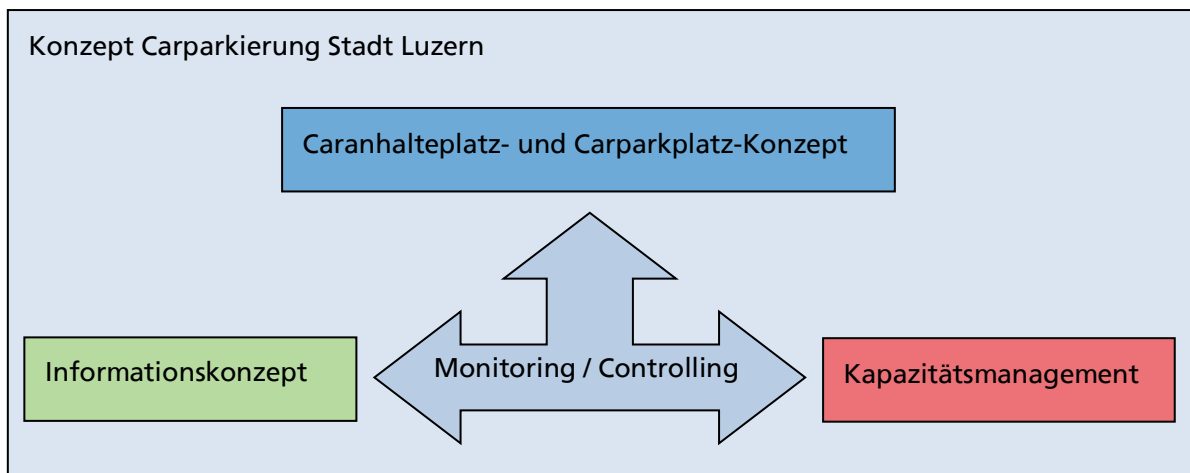 Konzept Carparkierung Stadt Luzern
Caranhalteplatz- und Carparkplatz-Konzept
Informationskonzept
Monitoring / Controlling
Kapazitätsmanagement